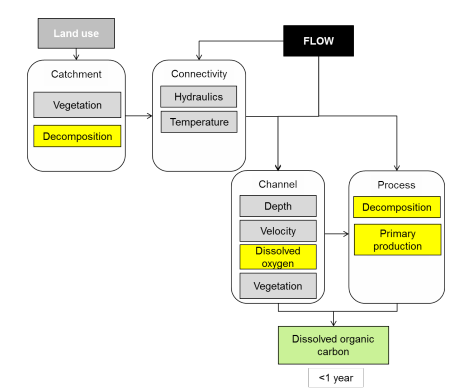 Land use
FLOW
Catchment
Vegetation
Decomposition
Connectivity
Hydraulics
Temperature
Channel
Depth
Velocity
Dissolved
oxygen
Vegetation
Process
Decomposition
Primary
production
Dissolved organic
carbon
<1 year